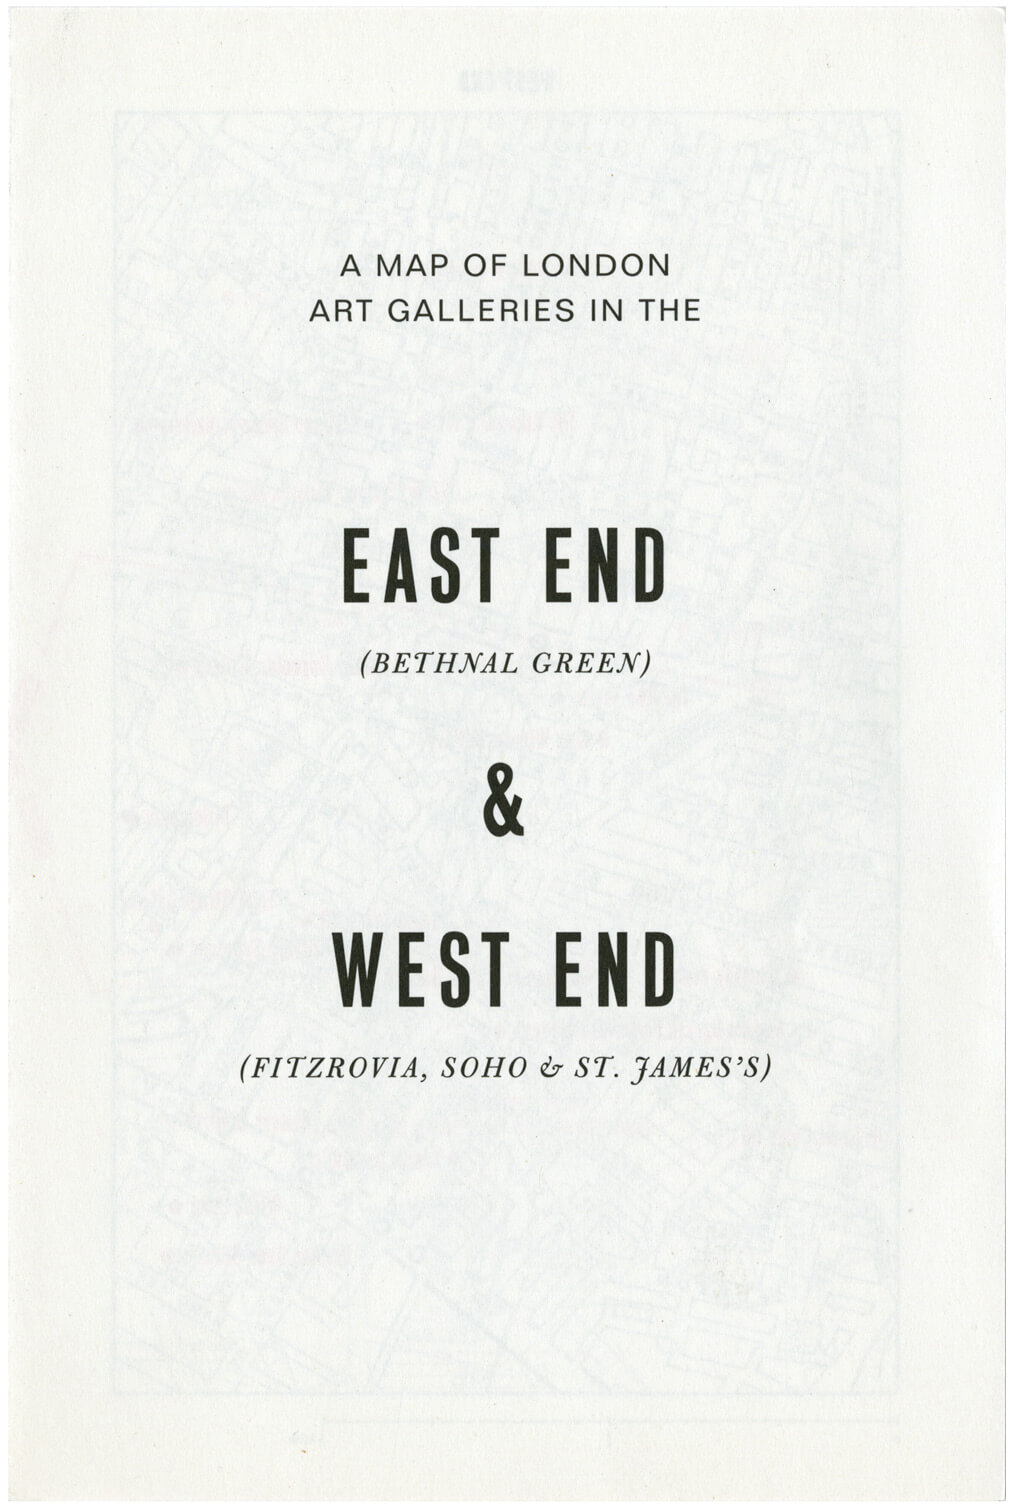 A MAP OF LONDON
ART GALLERIES IN THE
EAST END
(BETHNAL GREEN)
&
WEST END
(FITZROVIA, SOHO & ST. JAMES'S)